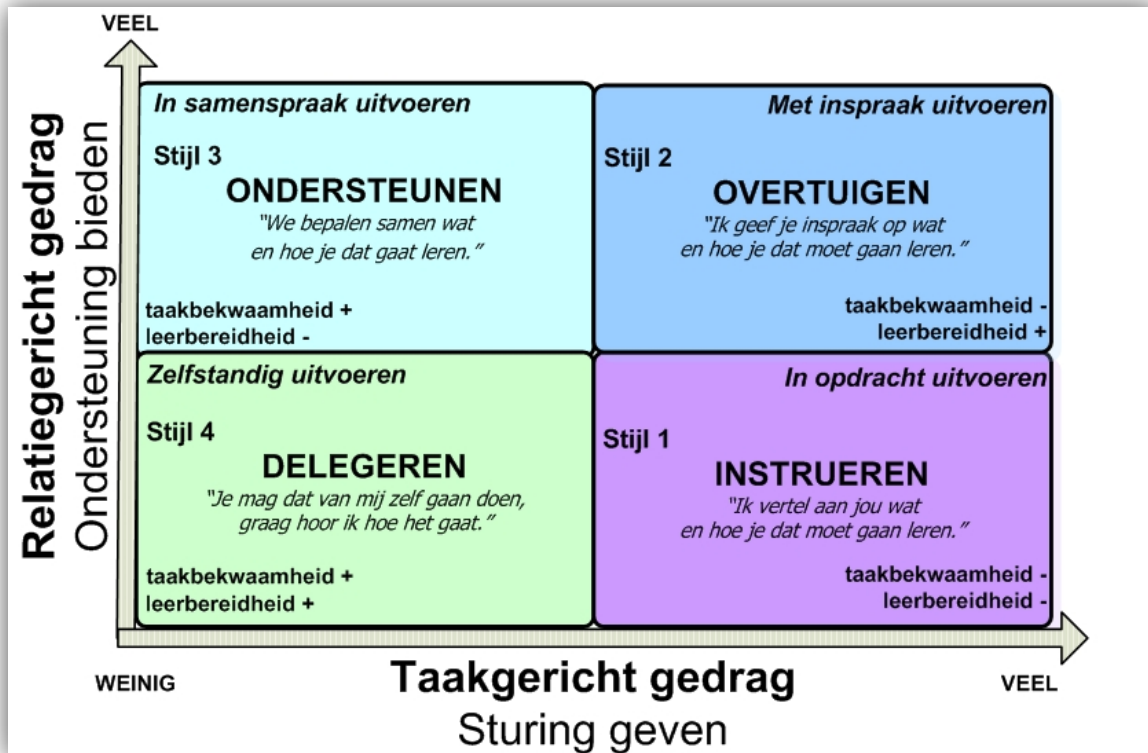 VEEL
Relatiegericht gedrag
Ondersteuning bieden
In samenspraak uitvoeren
Stijl 3
ONDERSTEUNEN
"We bepalen samen wat
en hoe je dat gaat leren."
taakbekwaamheid +
leerbereidheid -
Met inspraak uitvoeren
Stijl 2
OVERTUIGEN
"Ik geef je inspraak op wat
en hoe je dat moet gaan leren."
taakbekwaamheid -
leerbereidheid +
Zelfstandig uitvoeren
Stijl 4
DELEGEREN
"Je mag dat van mij zelf gaan doen,
graag hoor ik hoe het gaat."
taakbekwaamheid +
leerbereidheid +
In opdracht uitvoeren
Stijl 1
INSTRUEREN
"Ik vertel aan jou wat
en hoe je dat moet gaan leren."
taakbekwaamheid -
leerbereidheid -
WEINIG
Taakgericht gedrag
VEEL
Sturing geven